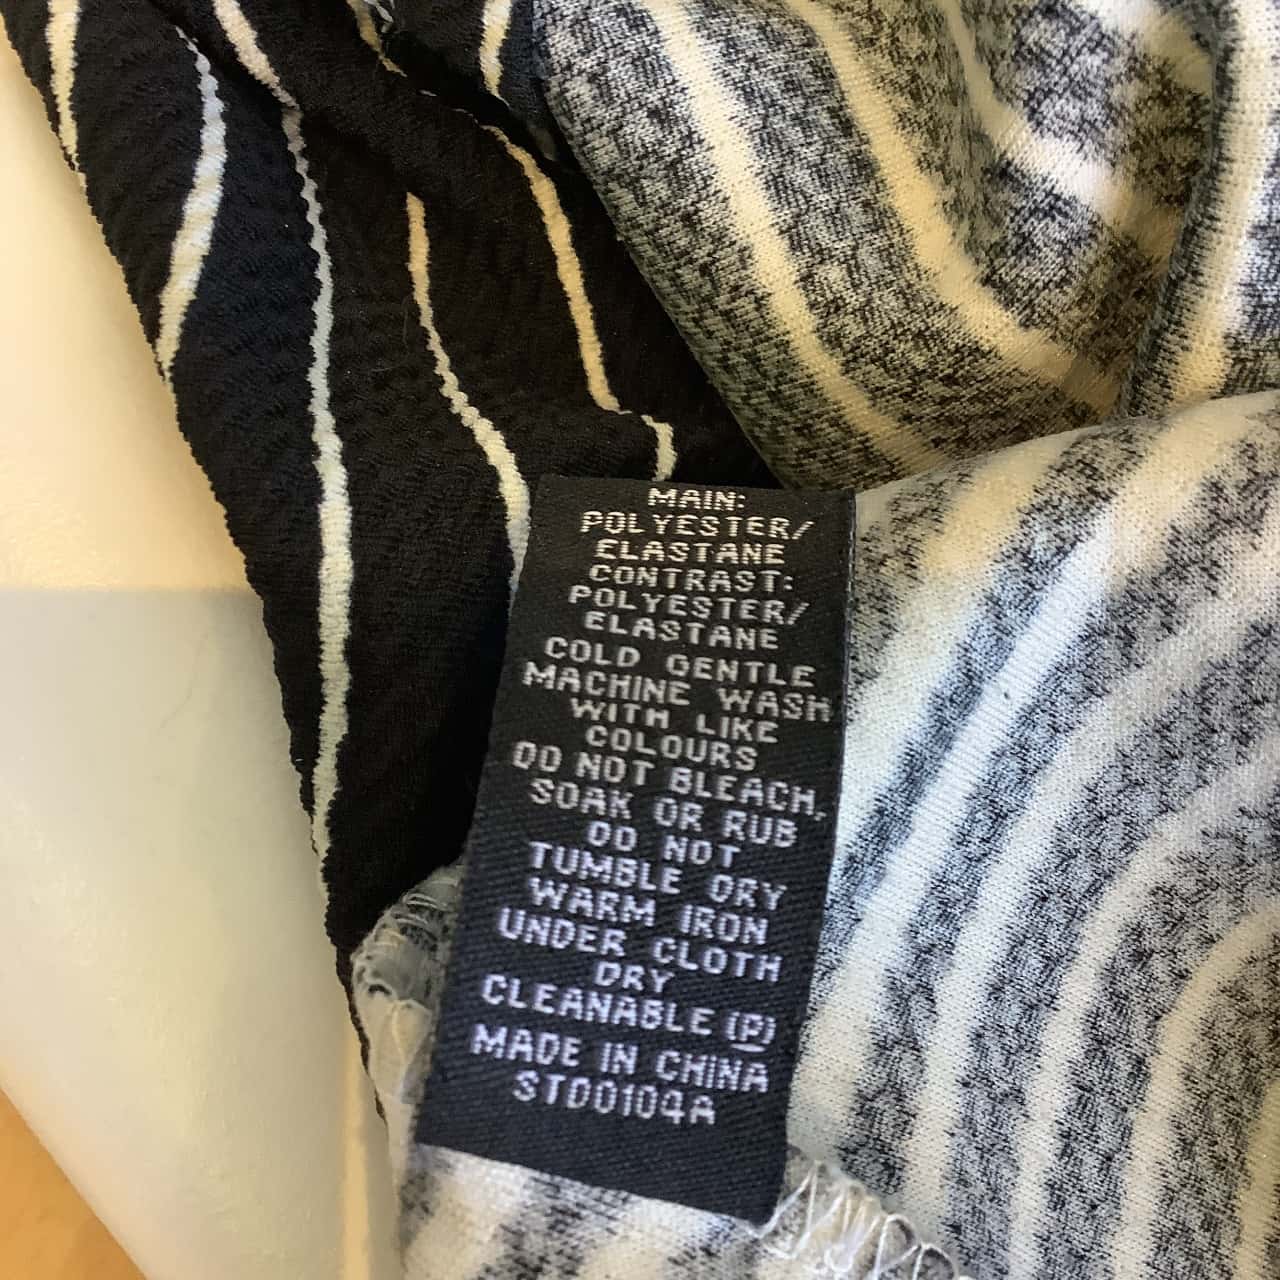 MAIN:
POLYESTER/
ELASTANE
CONTRAST:
POLYESTER/
ELASTANE
COLD GENTLE
MACHINE WASH
WITH LIKE
COLOURS
DO NOT BLEACH,
SOAK OR RUB
DO NOT
TUMBLE DRY
WARM IRON
UNDER CLOTH
DRY
CLEANABLE (P)
MADE IN CHINA
STD0104A